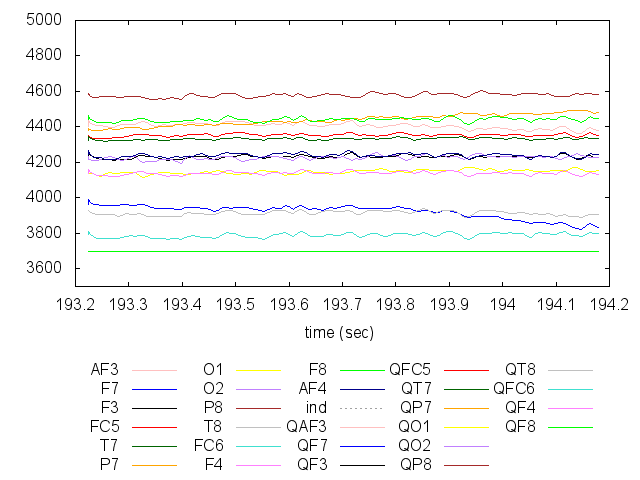 5000
4800
4600
4400
4200
4000
3800
3600
193.2 193.3 193.4 193.5 193.6 193.7 193.8 193.9 194 194.1 194.2
time (sec)
AF3 O1 F8 QFC5 QT8
F7 O2 AF4 QT7 QFC6
F3 P8 ind QP7 QF4
FC5 T8 QAF3 QO1 QF8
T7 FC6 QF7 QO2
P7 F4 QF3 QP8